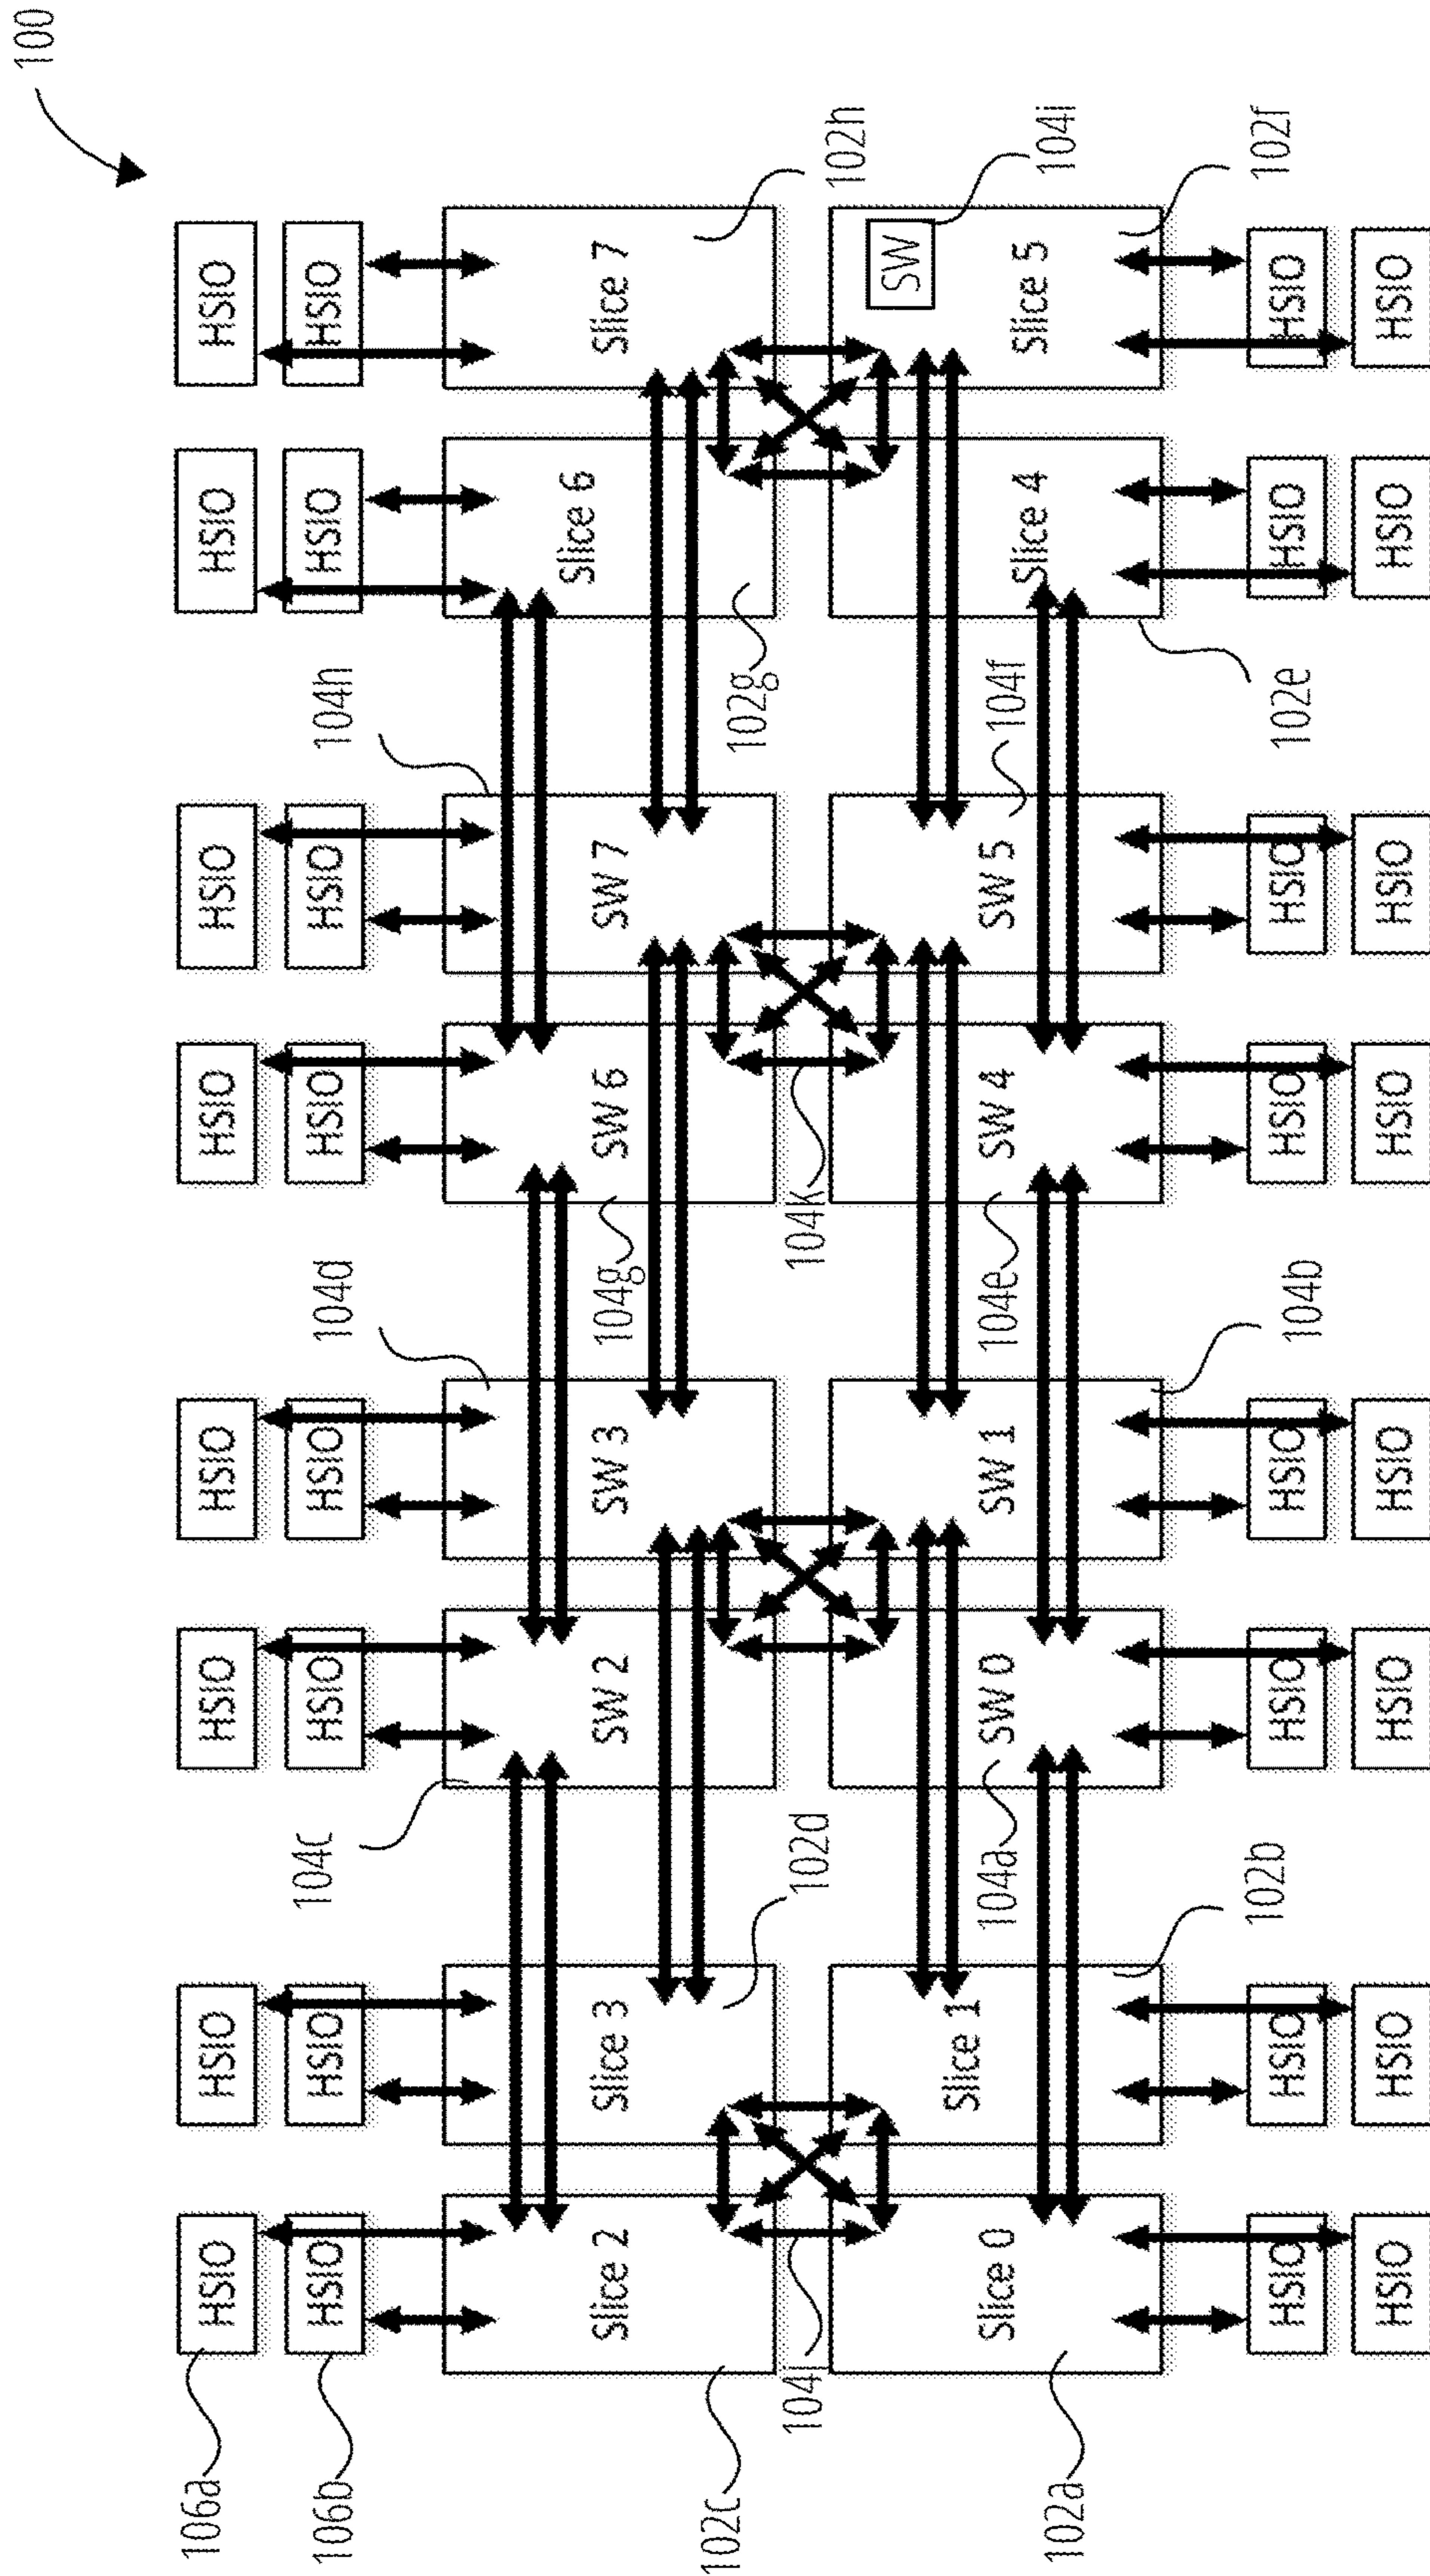 100
106a
HSIO HSIO HSIO HSIO HSIO HSIO HSIO HSIO
106b
HSIO HSIO HSIO HSIO HSIO HSIO HSIO HSIO
104c 104d 104h
Slice 2 Slice 3 SW 2 SW 3 SW 6 SW 7 Slice 6 Slice 7
104g
102c 102g
104j 102d 104k 102h
SW
Slice 0 Slice 1 SW 0 SW 1 SW 4 SW 5 Slice 4 Slice 5
104a 104e 104f
102a 104i
102b 104b 102e 102f
HSIO HSIO HSIO HSIO HSIO HSIO HSIO HSIO
HSIO HSIO HSIO HSIO HSIO HSIO HSIO HSIO